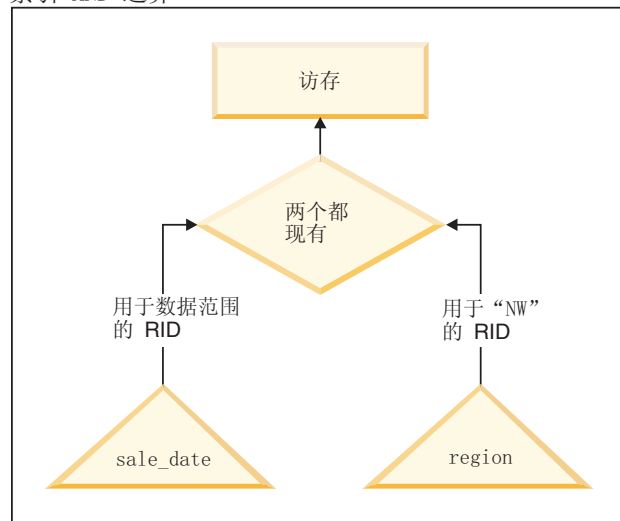 访存
两个都
现有
用于数据范围
的 RID
用于“NW”
的 RID
sale_date
region